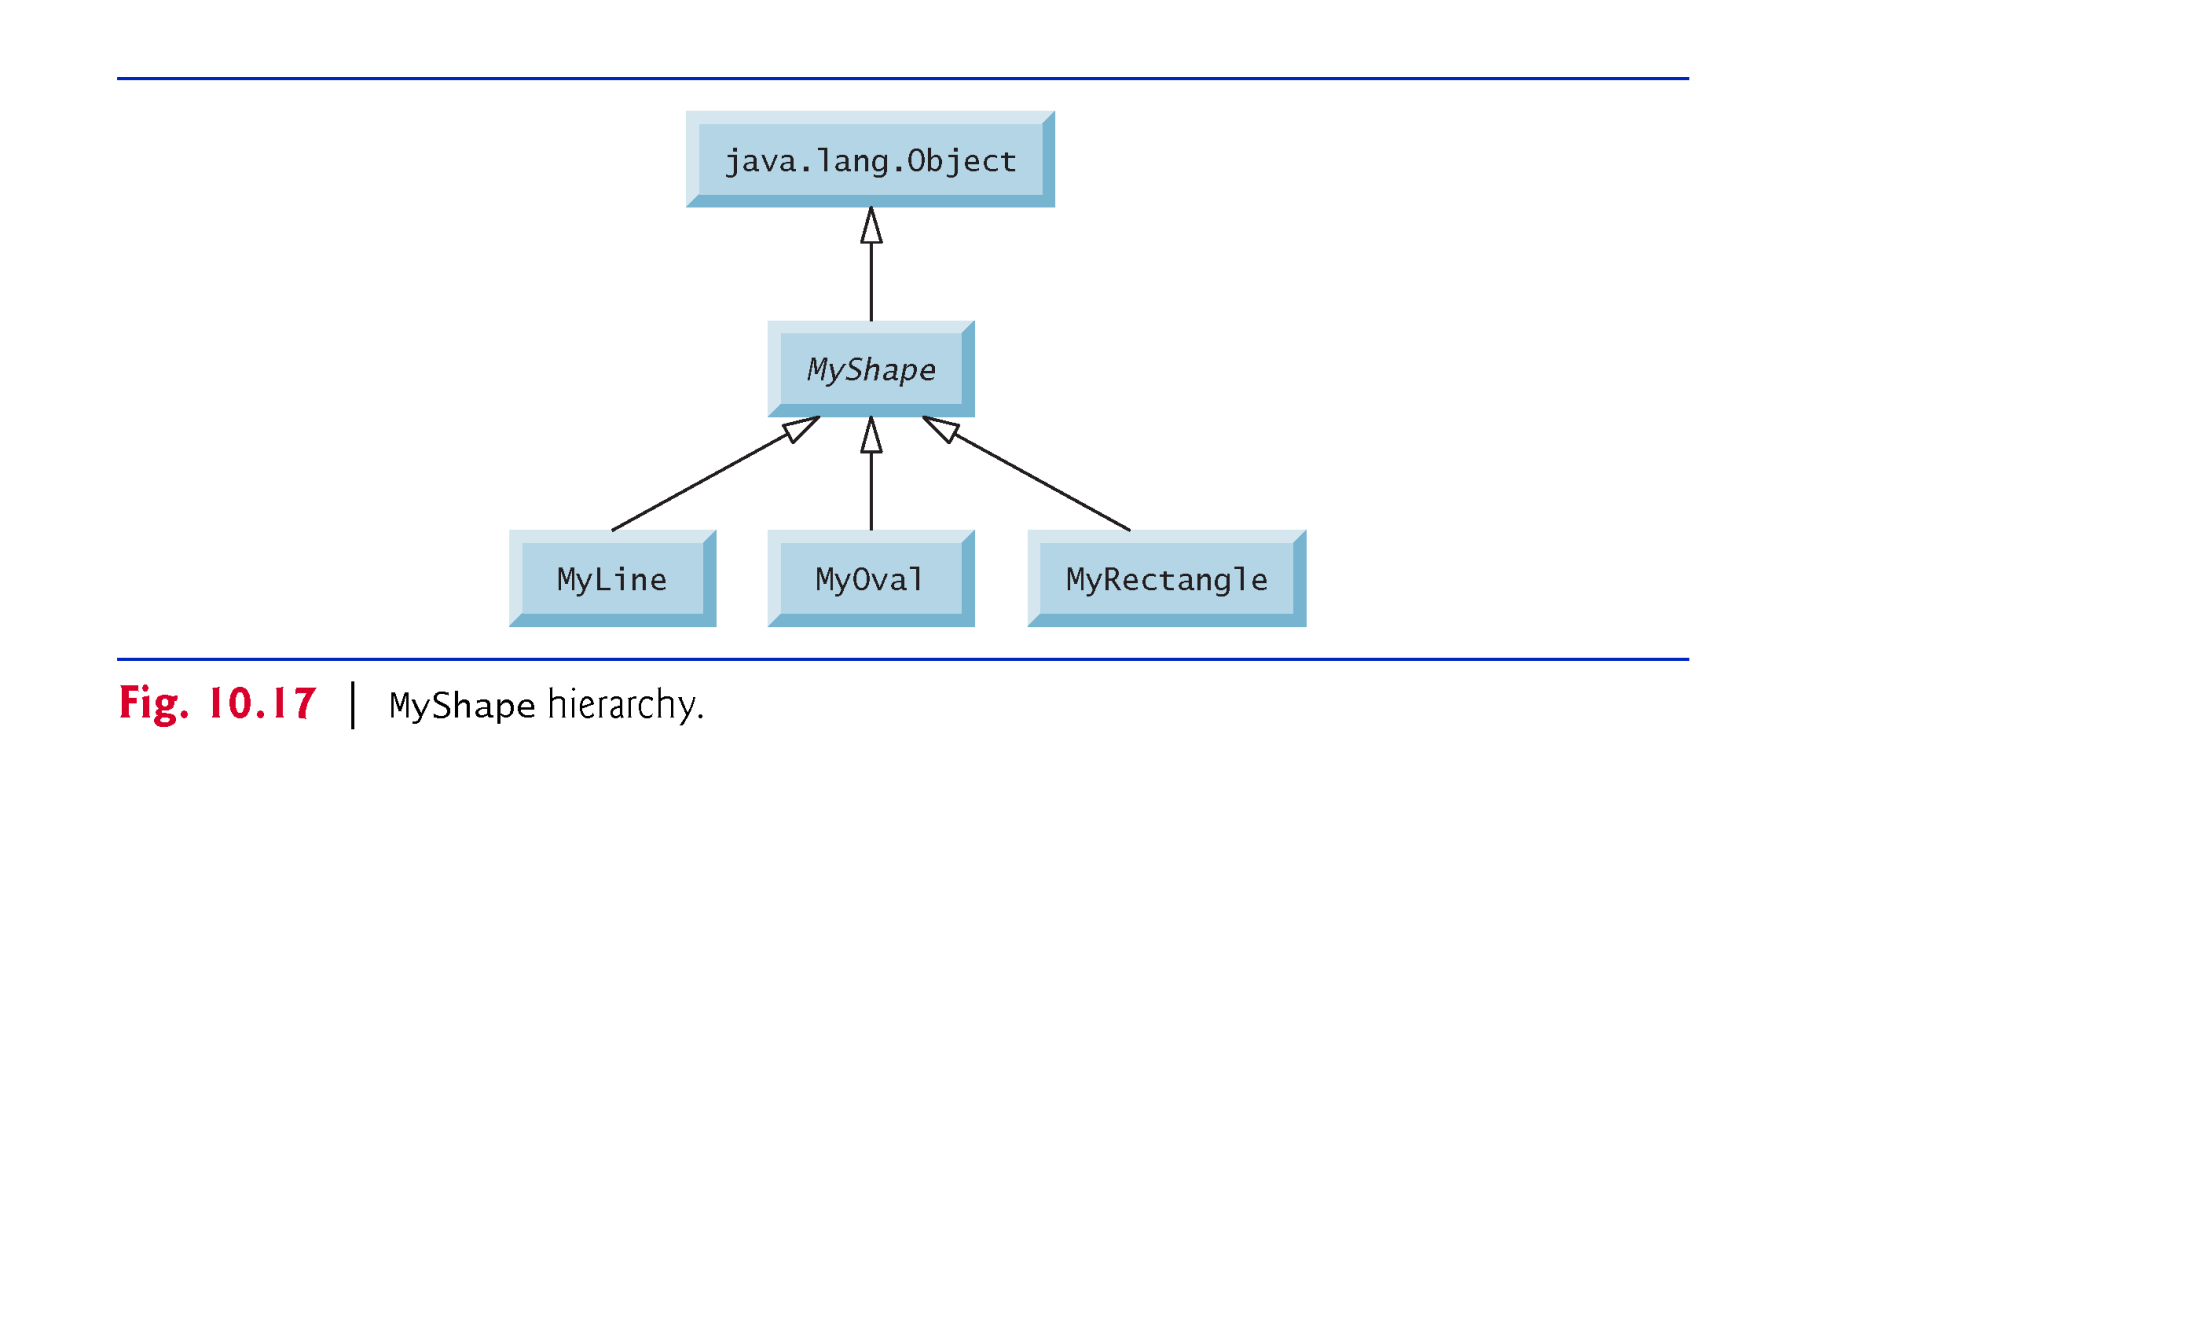 java.lang.Object
MyShape
MyLine MyOval MyRectangle
Fig. 10.17 | MyShape hierarchy.